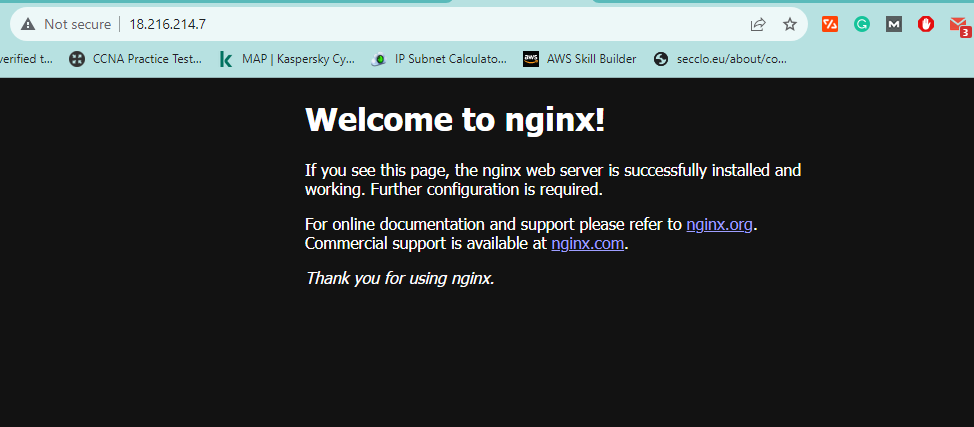 Not secure | 18.216.214.7
verified t... CCNA Practice Test... MAP | Kaspersky Cy... IP Subnet Calculato... aws AWS Skill Builder secclo.eu/about/co...
G M 3
Welcome to nginx!
If you see this page, the nginx web server is successfully installed and
working. Further configuration is required.
For online documentation and support please refer to nginx.org.
Commercial support is available at nginx.com.
Thank you for using nginx.